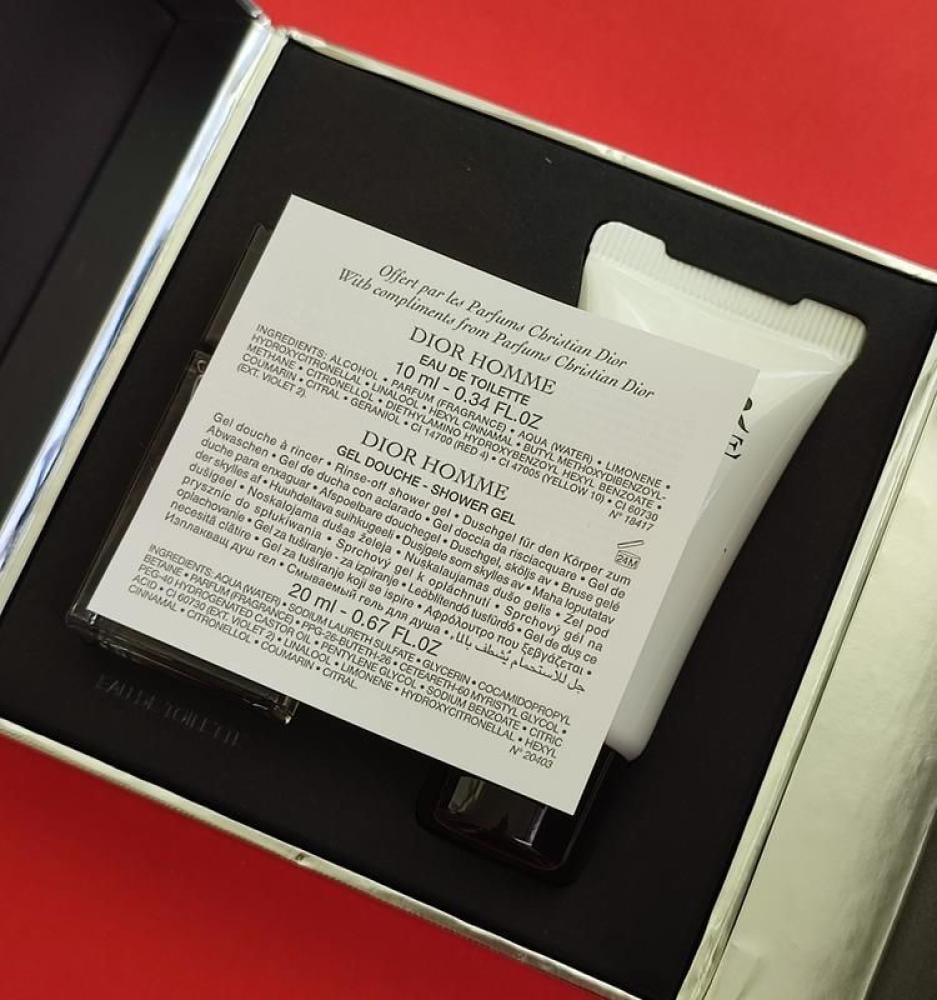 Offert par les Parfums Christian Dior
With compliments from Parfums Christian Dior
DIOR HOMME
EAU DE TOILETTE
10 ml - 0.34 FL.OZ
INGREDIENTS: ALCOHOL • PARFUM (FRAGRANCE) • AQUA (WATER) • LIMONENE •
HYDROXYCITRONELLAL • LINALOOL • HEXYL CINNAMAL • BUTYL METHOXYDIBENZOYL-
METHANE • CITRONELLOL • DIETHYLAMINO HYDROXYBENZOYL HEXYL BENZOATE •
COUMARIN • CITRAL • GERANIOL • CI 14700 (RED 4) • CI 47005 (YELLOW 10) • CI 60730
(EXT. VIOLET 2).
N° 18417
DIOR HOMME
GEL DOUCHE - SHOWER GEL
24M
Gel douche à rincer • Rinse-off shower gel • Duschgel für den Körper zum
Abwaschen • Gel de ducha con aclarado • Gel doccia da risciacquare • Gel de
duche para enxaguar • Afspoelbare douchegel • Duschgel, sköljs av • Bruse gelé
der skylles af • Huuhdeltava suihkugeeli • Dusjgele som skylles av • Maha loputatav
dušigeel • Noskalojama dušas želeja • Nuskalaujamas dušo gelis • Żel pod
prysznic do spłukiwania • Sprchový gel k opláchnutí • Sprchový gél na
oplachovanie • Gel za tuširanje - za izpiranje • Leöblítendő tusfürdő • Gel de duș ce
necesită clătire • Gel za tuširanje koji se ispire • Αφρόλουτρο που ξεβγάζεται •
Изплакващ душ гел • Смываемый гель для душа • جل للاستحمام يُشطف بالـ •
20 ml - 0.67 FL.OZ
INGREDIENTS: AQUA (WATER) • SODIUM LAURETH SULFATE • GLYCERIN • COCAMIDOPROPYL
BETAINE • PARFUM (FRAGRANCE) • PPG-26-BUTETH-26 • CETEARETH-60 MYRISTYL GLYCOL •
PEG-40 HYDROGENATED CASTOR OIL • PENTYLENE GLYCOL • SODIUM BENZOATE • CITRIC
ACID • CI 60730 (EXT. VIOLET 2) • LINALOOL • LIMONENE • HYDROXYCITRONELLAL • HEXYL
CINNAMAL • CITRONELLOL • COUMARIN • CITRAL.
N° 20403
R
E
EAU DE TOILETTE